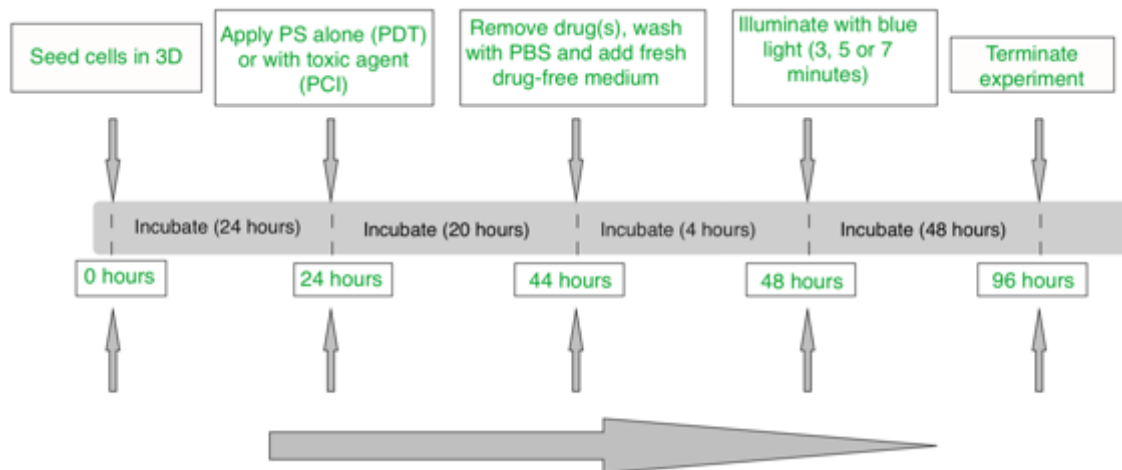 Seed cells in 3D
Apply PS alone (PDT)
or with toxic agent
(PCI)
Remove drug(s), wash
with PBS and add fresh
drug-free medium
Illuminate with blue
light (3, 5 or 7
minutes)
Terminate
experiment
Incubate (24 hours)
Incubate (20 hours)
Incubate (4 hours)
Incubate (48 hours)
0 hours
24 hours
44 hours
48 hours
96 hours